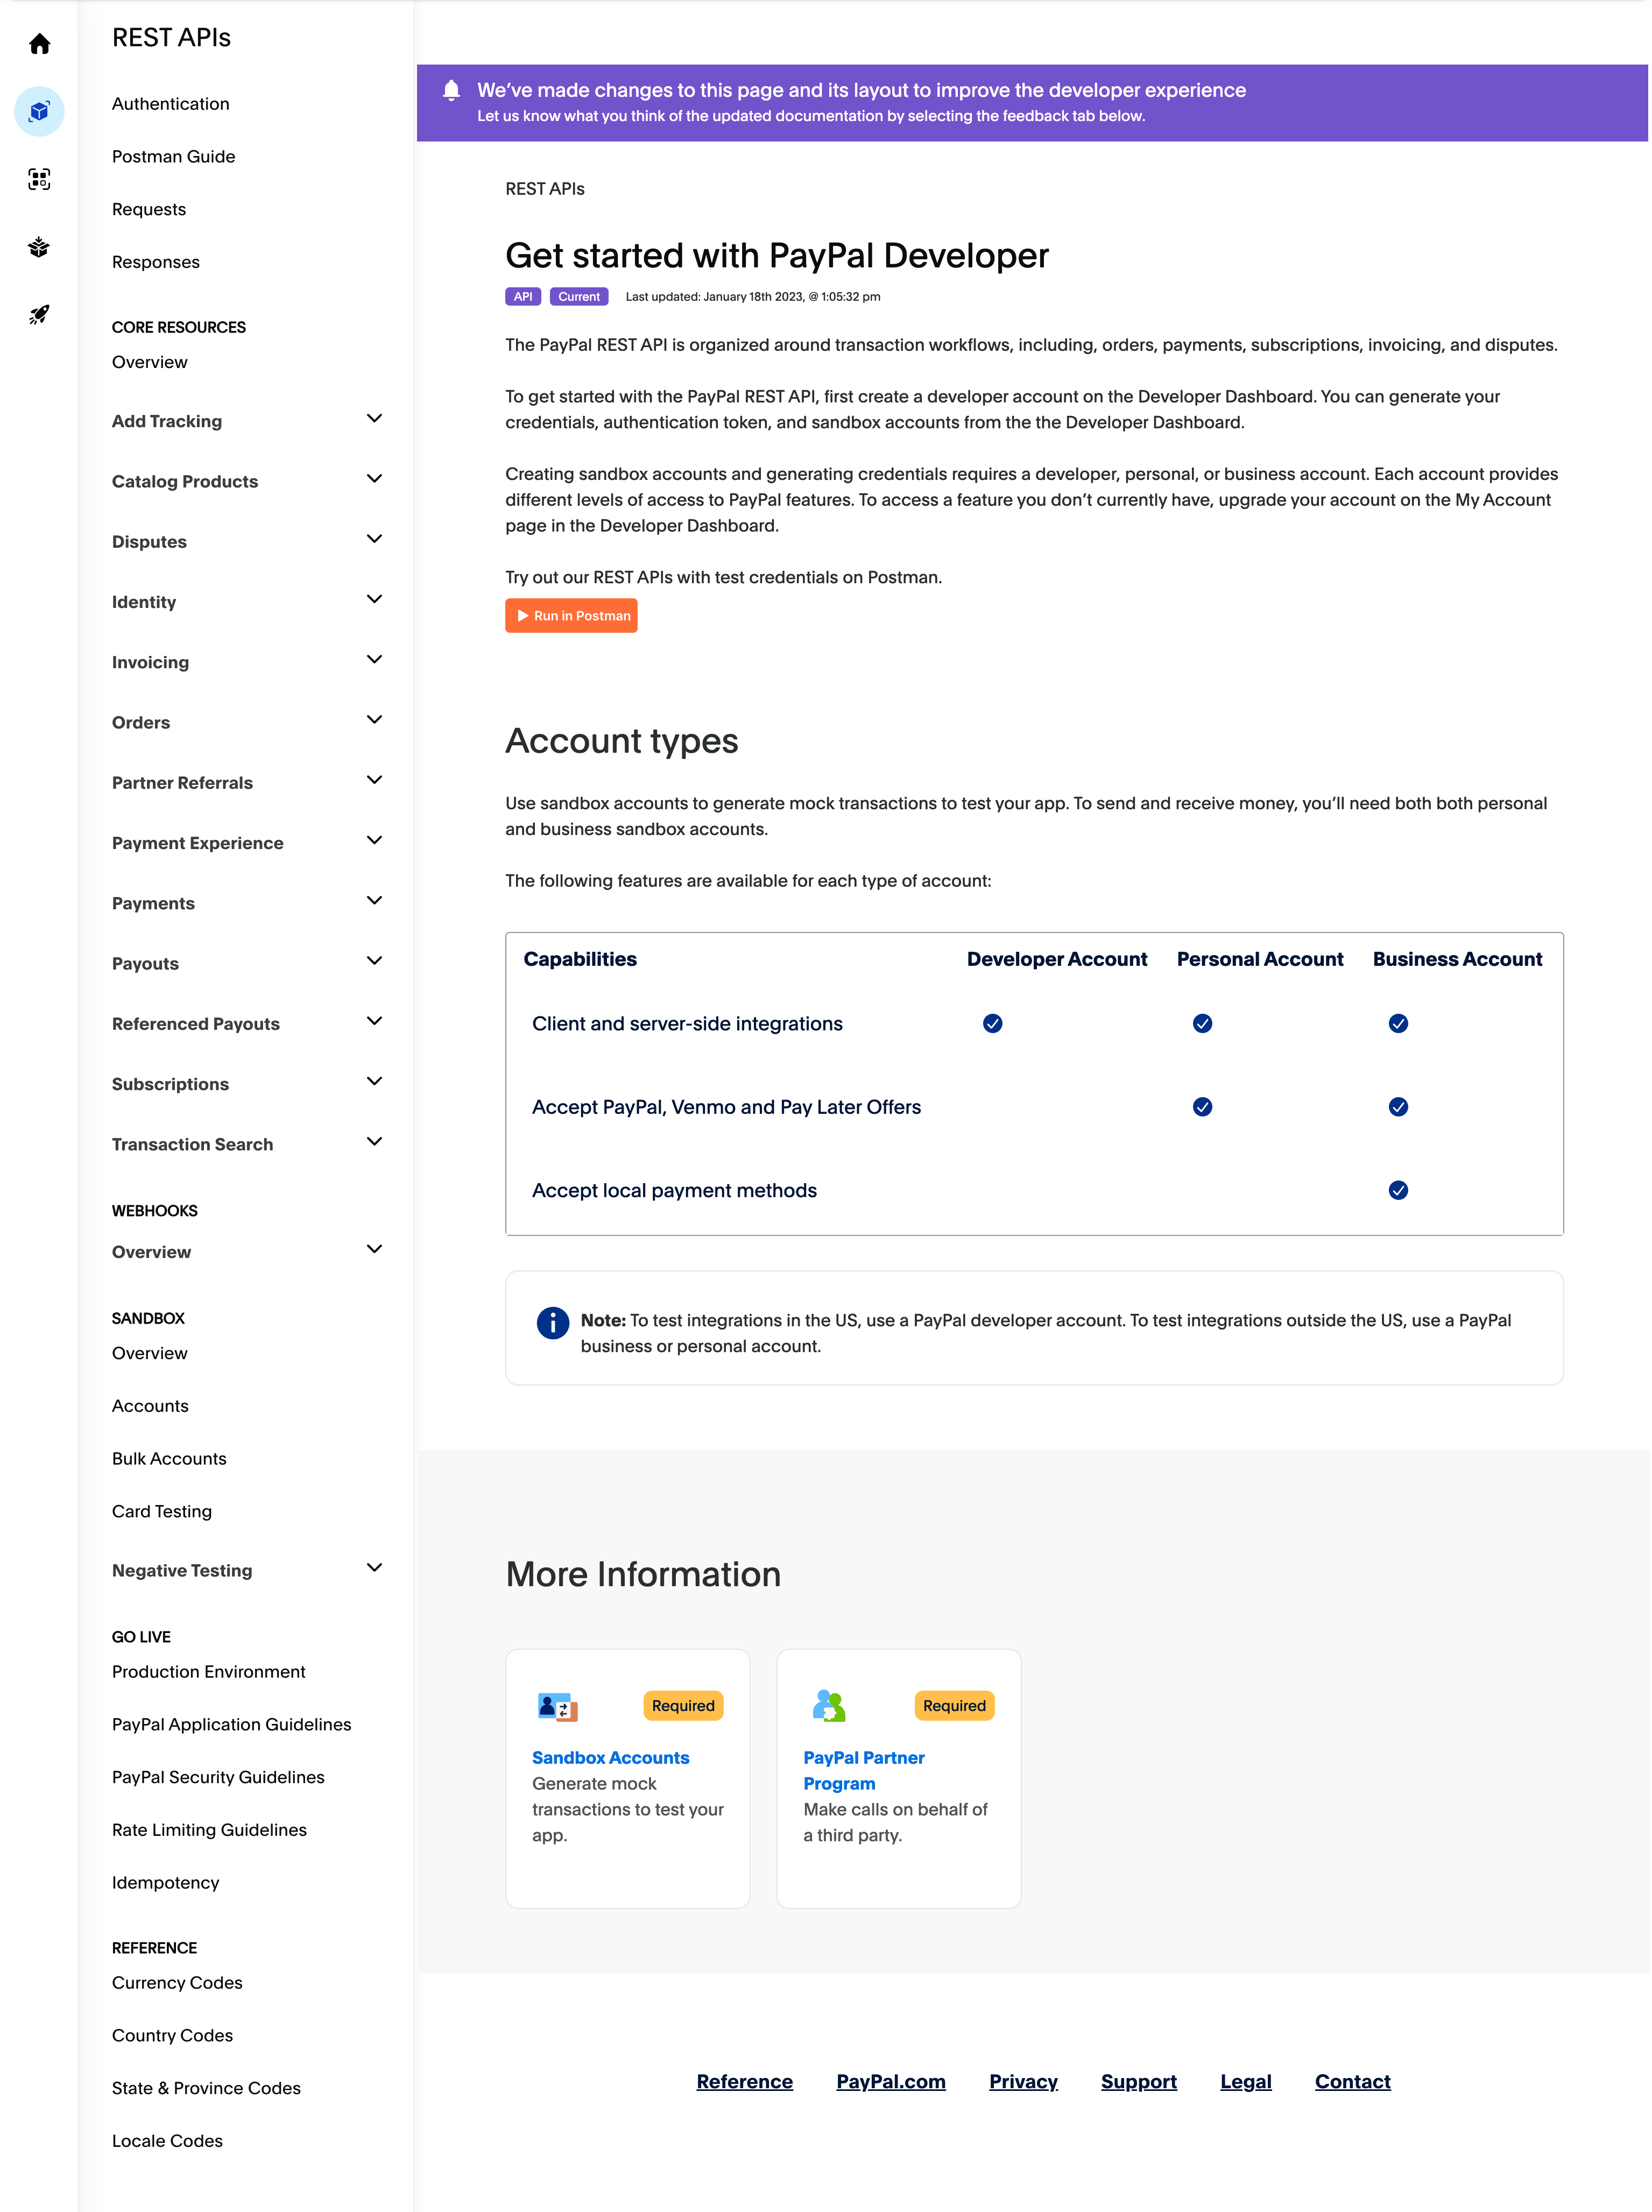 REST APIs
Authentication
Postman Guide
Requests
Responses
CORE RESOURCES
Overview
Add Tracking
Catalog Products
Disputes
Identity
Invoicing
Orders
Partner Referrals
Payment Experience
Payments
Payouts
Referenced Payouts
Subscriptions
Transaction Search
WEBHOOKS
Overview
SANDBOX
Overview
Accounts
Bulk Accounts
Card Testing
Negative Testing
GO LIVE
Production Environment
PayPal Application Guidelines
PayPal Security Guidelines
Rate Limiting Guidelines
Idempotency
REFERENCE
Currency Codes
Country Codes
State & Province Codes
Locale Codes
We’ve made changes to this page and its layout to improve the developer experience
Let us know what you think of the updated documentation by selecting the feedback tab below.
REST APIs
Get started with PayPal Developer
API Current Last updated: January 18th 2023, @ 1:05:32 pm
The PayPal REST API is organized around transaction workflows, including, orders, payments, subscriptions, invoicing, and disputes.
To get started with the PayPal REST API, first create a developer account on the Developer Dashboard. You can generate your
credentials, authentication token, and sandbox accounts from the the Developer Dashboard.
Creating sandbox accounts and generating credentials requires a developer, personal, or business account. Each account provides
different levels of access to PayPal features. To access a feature you don’t currently have, upgrade your account on the My Account
page in the Developer Dashboard.
Try out our REST APIs with test credentials on Postman.
Run in Postman
Account types
Use sandbox accounts to generate mock transactions to test your app. To send and receive money, you’ll need both both personal
and business sandbox accounts.
The following features are available for each type of account:
Capabilities Developer Account Personal Account Business Account
Client and server-side integrations
Accept PayPal, Venmo and Pay Later Offers
Accept local payment methods
Note: To test integrations in the US, use a PayPal developer account. To test integrations outside the US, use a PayPal
business or personal account.
More Information
Required
Sandbox Accounts
Generate mock
transactions to test your
app.
Required
PayPal Partner
Program
Make calls on behalf of
a third party.
Reference PayPal.com Privacy Support Legal Contact